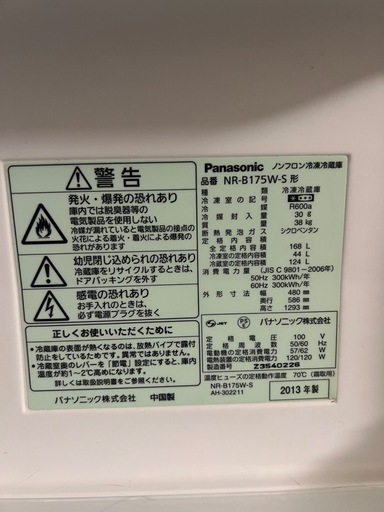 警告
発火・爆発の恐れあり
庫内では脱臭器等の
電気製品を使用しない
冷媒が漏れていると電気製品の接点の
火花による着火・着火により爆発の恐れあり
幼児閉じ込められの恐れあり
冷蔵庫をリサイクルするときは、
ドアパッキングを外す
感電の恐れあり
お手入れのときは、
必ず電源プラグを抜く
正しくお使いいただくために
冷蔵庫の表面が熱くなるのは、放熱パイプで露付
防止をしているためで、異常ではありません。
冷蔵室奥のレバーを「節電」設定にすると、庫内
温度が約1〜2℃高めになります。
詳しくは取扱説明書をご参照ください。
パナソニック株式会社 中国製
Panasonic ノンフロン冷凍冷蔵庫
品番 NR-B175W-S 形
種類 冷凍冷蔵庫
冷凍室の記号
冷媒 R600a
冷媒封入量 30 g
質量 38 kg
断熱発泡ガス シクロペンタン
定格内容積
全定格内容積 168 L
冷凍室の定格内容積 44 L
冷蔵室の定格内容積 124 L
消費電力量 (JIS C 9801-2006年)
50Hz 300kWh/年
60Hz 300kWh/年
外形寸法 幅 480 mm
奥行 586 mm
高さ 1293 mm
JET PS E パナソニック株式会社
定格電圧 100 V
定格周波数 50/60 Hz
電動機の定格消費電力 57/62 W
電熱装置の定格消費電力 120/120 W
Z3540226
温度ヒューズの定格動作温度 70℃(霜取用)
NR-B175W-S
AH-302211
2013 年製